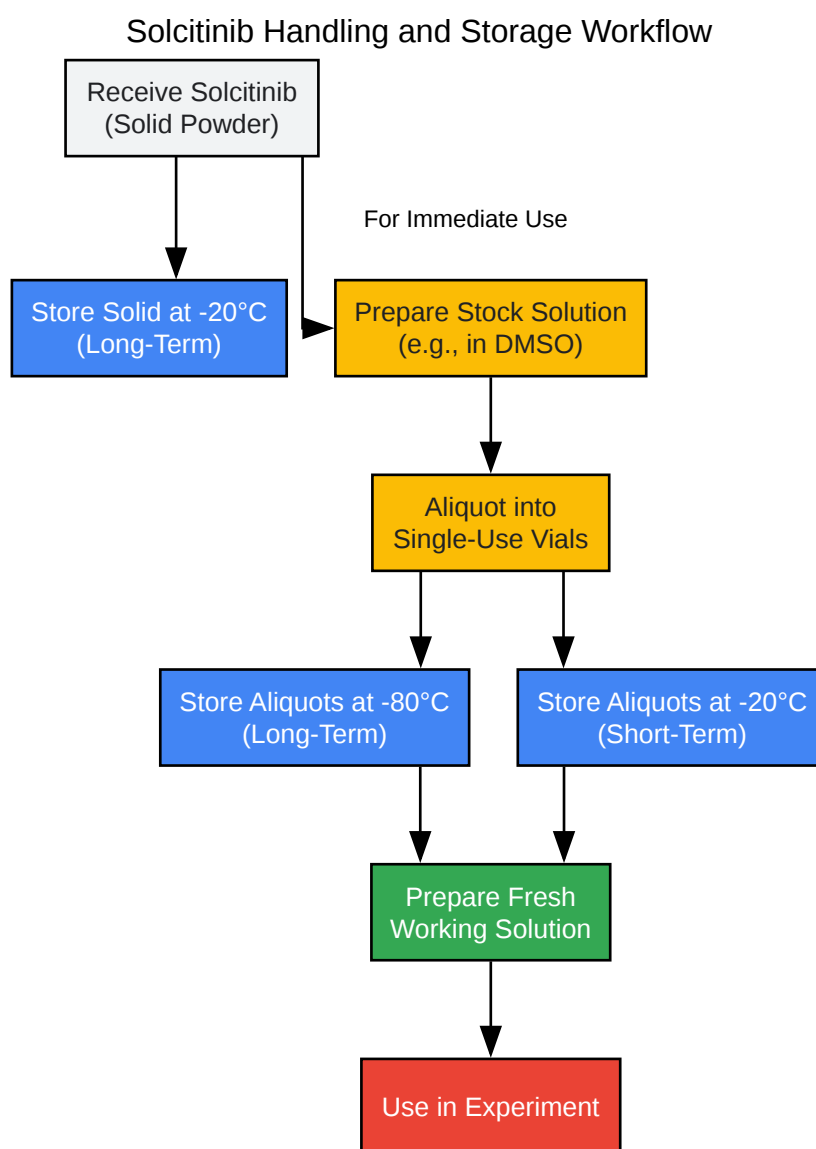 Solcitinib Handling and Storage Workflow
Receive Solcitinib
(Solid Powder)
For Immediate Use
Store Solid at -20°C
(Long-Term)
Prepare Stock Solution
(e.g., in DMSO)
Aliquot into
Single-Use Vials
Store Aliquots at -80°C
(Long-Term)
Store Aliquots at -20°C
(Short-Term)
Prepare Fresh
Working Solution
Use in Experiment